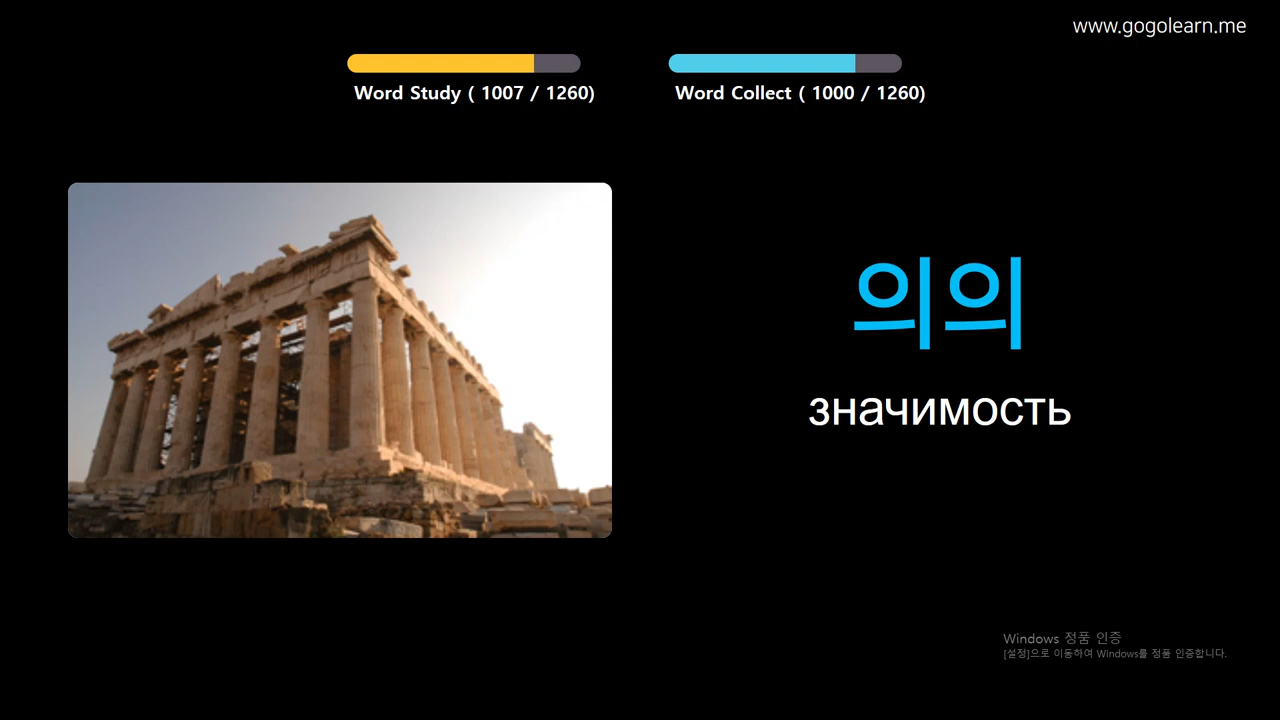 www.gogolearn.me
Word Study ( 1007 / 1260)
Word Collect ( 1000 / 1260)
의의
значимость
Windows 정품 인증
[설정]으로 이동하여 Windows를 정품 인증합니다.